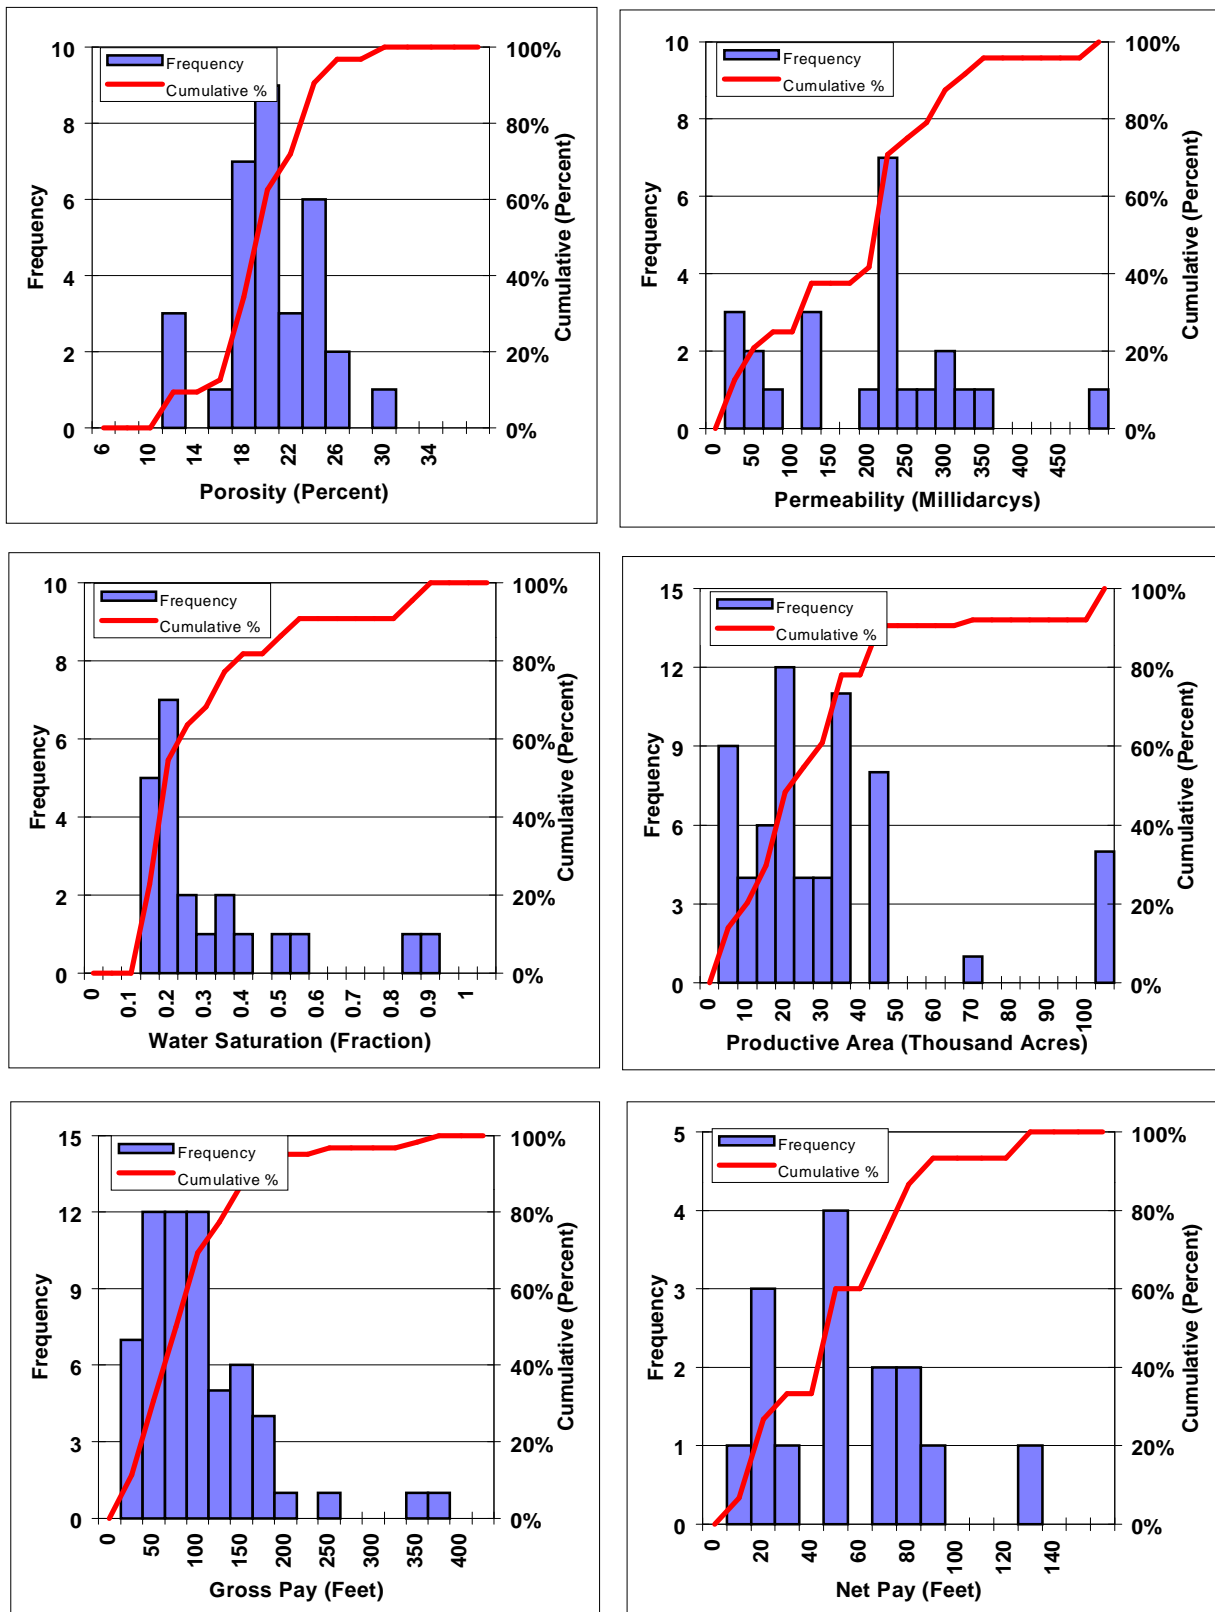 10
8
6
4
2
0
Frequency
Frequency
Cumulative %
100%
80%
60%
40%
20%
0%
Cumulative (Percent)
6 10 14 18 22 26 30 34
Porosity (Percent)
10
8
6
4
2
0
Frequency
Frequency
Cumulative %
100%
80%
60%
40%
20%
0%
Cumulative (Percent)
0 50 100 150 200 250 300 350 400 450
Permeability (Millidarcys)
10
8
6
4
2
0
Frequency
Frequency
Cumulative %
100%
80%
60%
40%
20%
0%
Cumulative (Percent)
0 0.1 0.2 0.3 0.4 0.5 0.6 0.7 0.8 0.9 1
Water Saturation (Fraction)
15
12
9
6
3
0
Frequency
Frequency
Cumulative %
100%
80%
60%
40%
20%
0%
Cumulative (Percent)
0 10 20 30 40 50 60 70 80 90 100
Productive Area (Thousand Acres)
15
12
9
6
3
0
Frequency
Frequency
Cumulative %
100%
80%
60%
40%
20%
0%
Cumulative (Percent)
0 50 100 150 200 250 300 350 400
Gross Pay (Feet)
5
4
3
2
1
0
Frequency
Frequency
Cumulative %
100%
80%
60%
40%
20%
0%
Cumulative (Percent)
0 20 40 60 80 100 120 140
Net Pay (Feet)